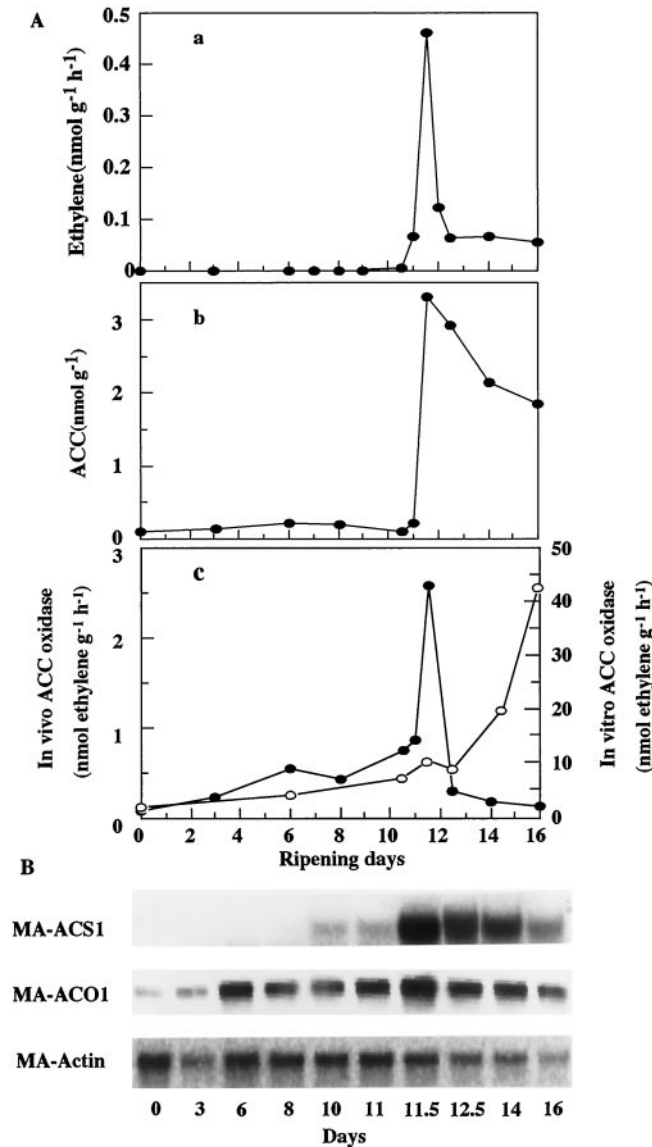 A
a
Ethylene(nmol g-1 h-1)
0.5
0.4
0.3
0.2
0.1
0
b
ACC(nmol g-1)
3
2
1
0
c
In vivo ACC oxidase
(nmol ethylene g-1 h-1)
3
2
1
0
50
40
30
20
10
0
In vitro ACC oxidase
(nmol ethylene g-1 h-1)
0 2 4 6 8 10 12 14 16
Ripening days
B
MA-ACS1
MA-ACO1
MA-Actin
0 3 6 8 10 11 11.5 12.5 14 16
Days